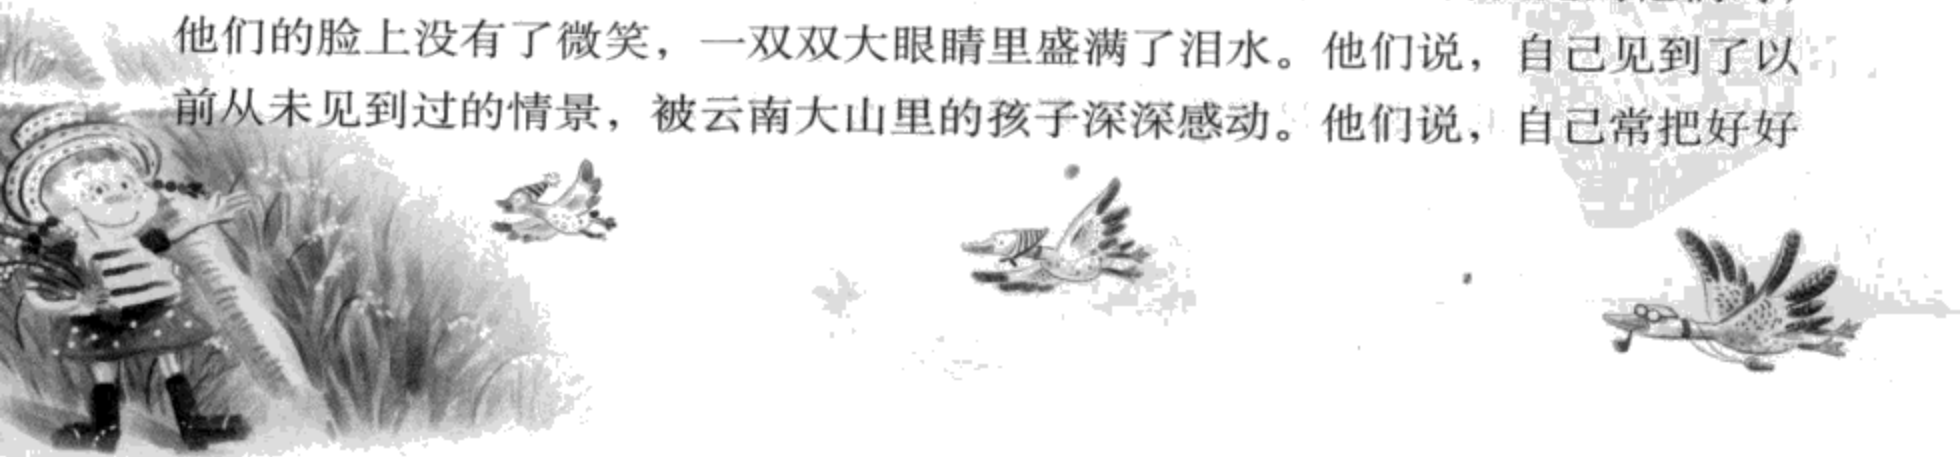 他们的脸上没有了微笑，一双双大眼睛里盛满了泪水。他们说，自己见到了以
前从未见到过的情景，被云南大山里的孩子深深感动。他们说，自己常把好好